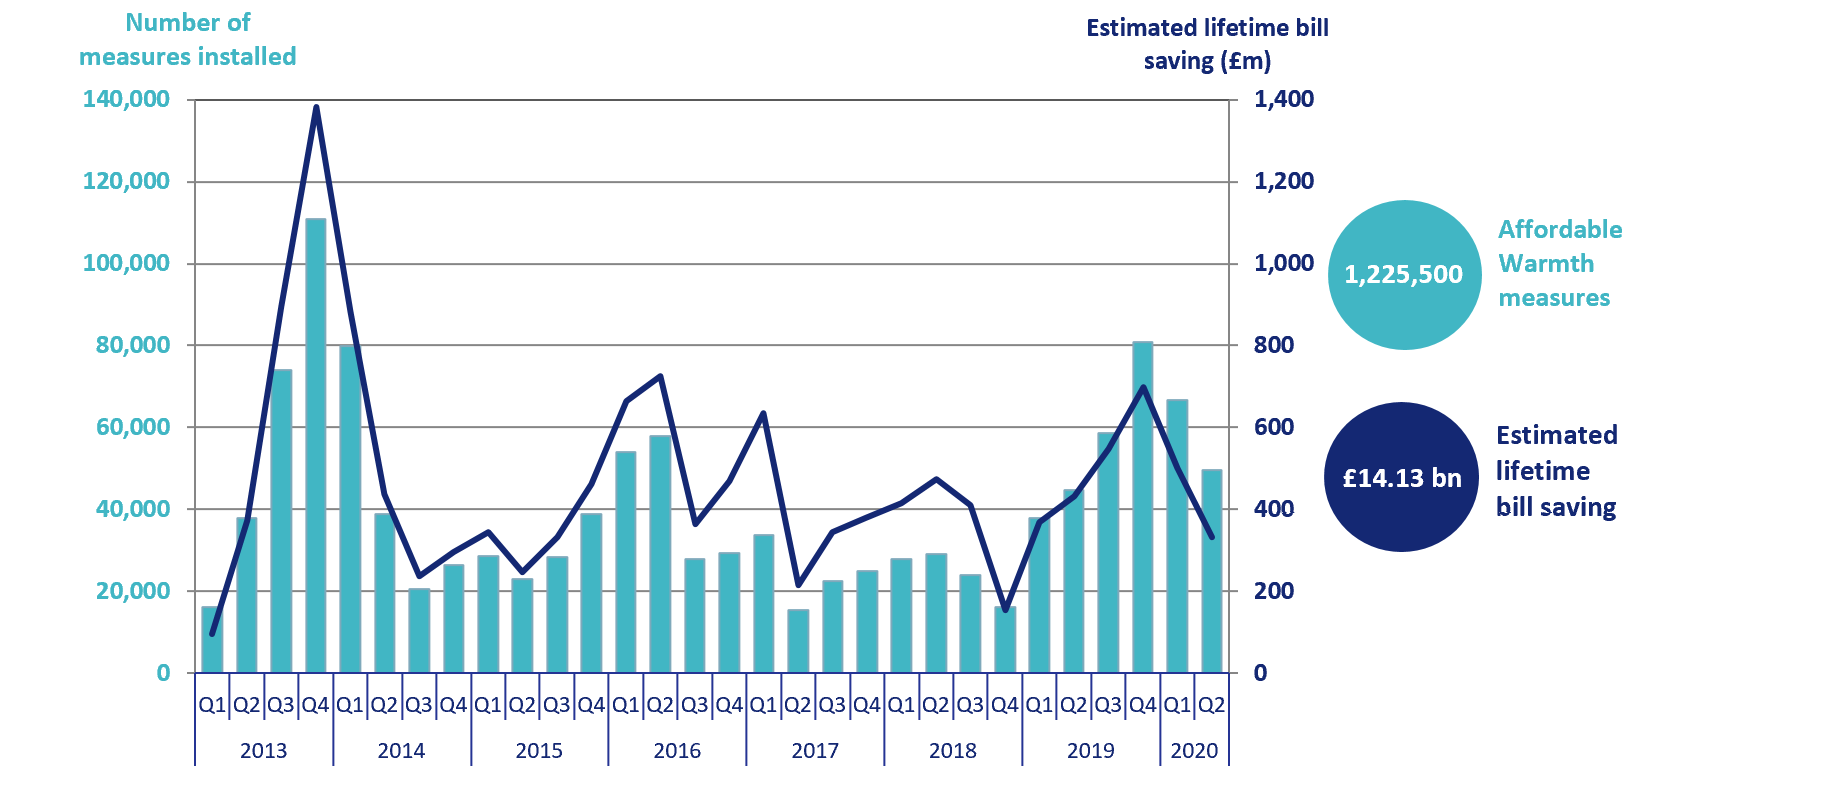 Number of
measures installed
Estimated lifetime bill
saving (£m)
140,000
120,000
100,000
80,000
60,000
40,000
20,000
0
1,400
1,200
1,000
800
600
400
200
0
Q1 Q2 Q3 Q4 Q1 Q2 Q3 Q4 Q1 Q2 Q3 Q4 Q1 Q2 Q3 Q4 Q1 Q2 Q3 Q4 Q1 Q2 Q3 Q4 Q1 Q2 Q3 Q4 Q1 Q2
2013 2014 2015 2016 2017 2018 2019 2020
1,225,500
Affordable
Warmth
measures
£14.13 bn
Estimated
lifetime
bill saving